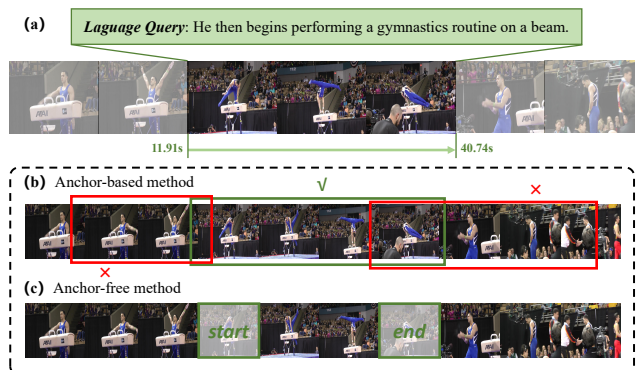 (a)
Laguage Query: He then begins performing a gymnastics routine on a beam.
11.91s
40.74s
(b) Anchor-based method
√
×
×
(c) Anchor-free method
start
end